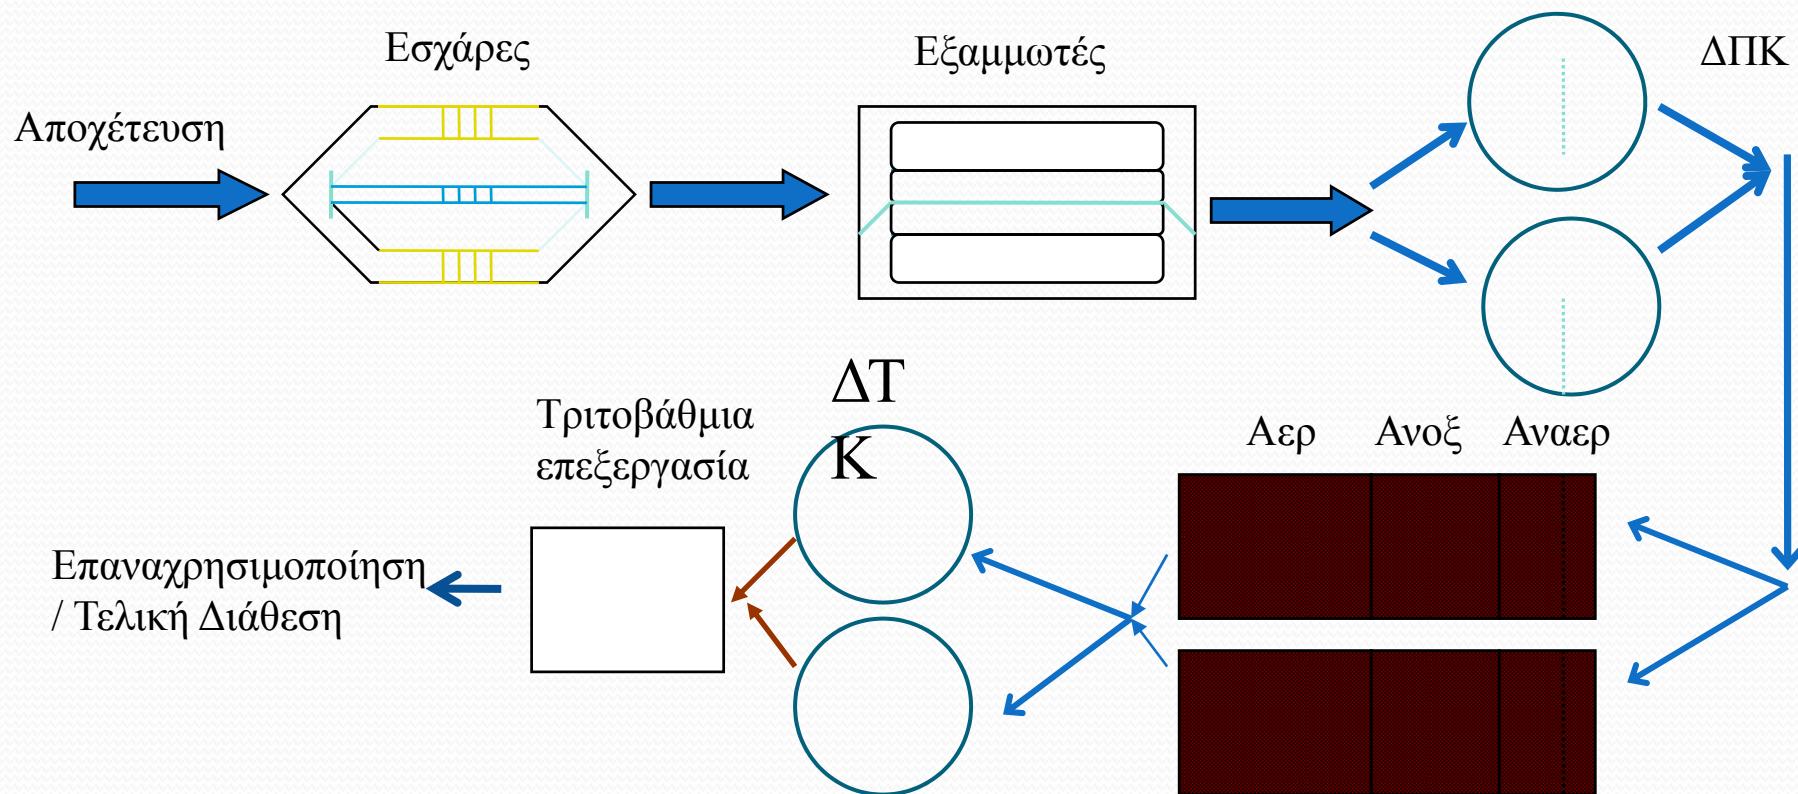 Εσχάρες
Εξαμμωτές
ΔΠΚ
Αποχέτευση
ΔΤ
Κ
Τριτοβάθμια
επεξεργασία
Αερ
Ανοξ
Αναερ
Επαναχρησιμοποίηση
/ Τελική Διάθεση